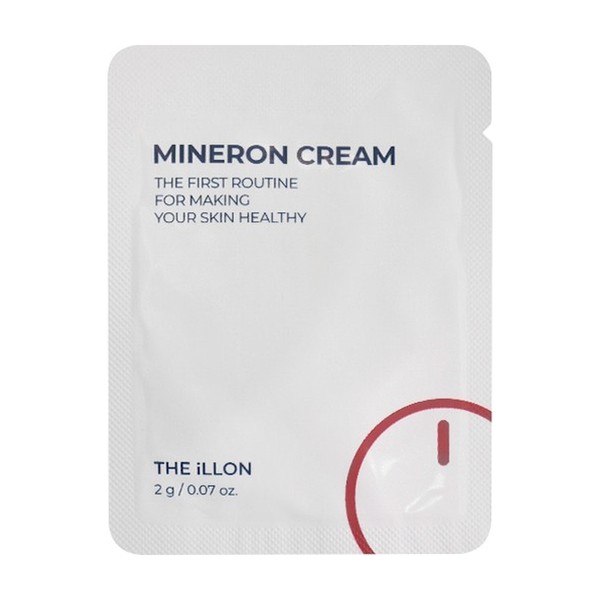 MINERON CREAM
THE FIRST ROUTINE
FOR MAKING
YOUR SKIN HEALTHY
THE iLLON
2 g / 0.07 oz.